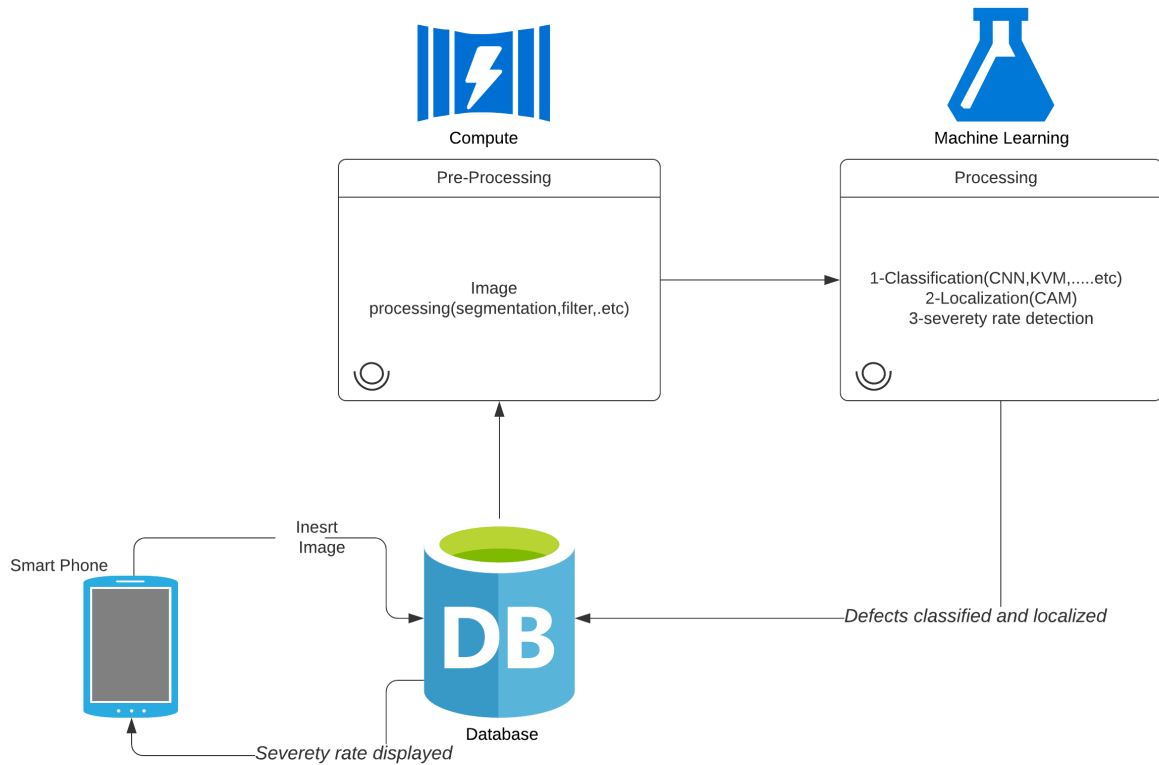 Compute
Machine Learning
Pre-Processing
Processing
Image
processing(segmentation,filter,.etc)
1-Classification(CNN,KVM,.....etc)
2-Localization(CAM)
3-severety rate detection
Inesrt
Image
Smart Phone
DB
Defects classified and localized
Database
Severety rate displayed